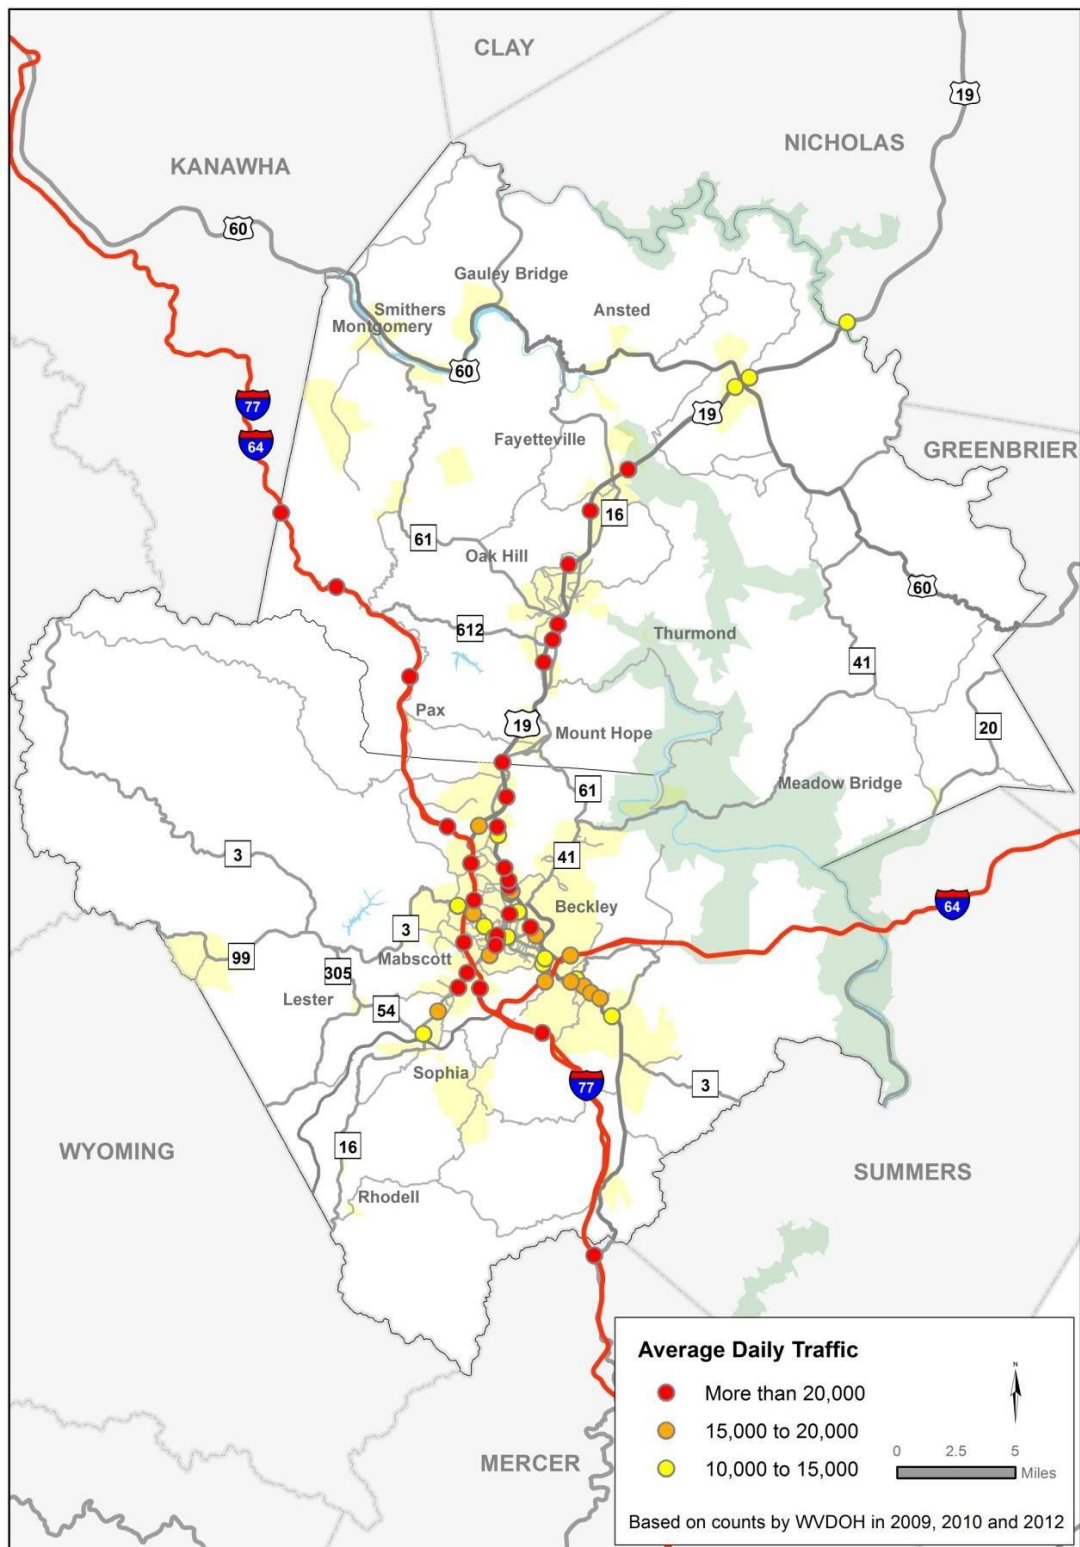 CLAY
19
NICHOLAS
KANAWHA
60
Gauley Bridge
Smithers
Ansted
Montgomery
60
77
19
64
Fayetteville
GREENBRIER
16
61
Oak Hill
60
612
Thurmond
41
Pax
19
20
Mount Hope
61
Meadow Bridge
3
41
64
Beckley
3
99
Mabscott
305
Lester
54
Sophia
77
3
16
WYOMING
SUMMERS
Rhodell
MERCER
Average Daily Traffic
N
More than 20,000
15,000 to 20,000
0 2.5 5
10,000 to 15,000
Miles
Based on counts by WVDOH in 2009, 2010 and 2012